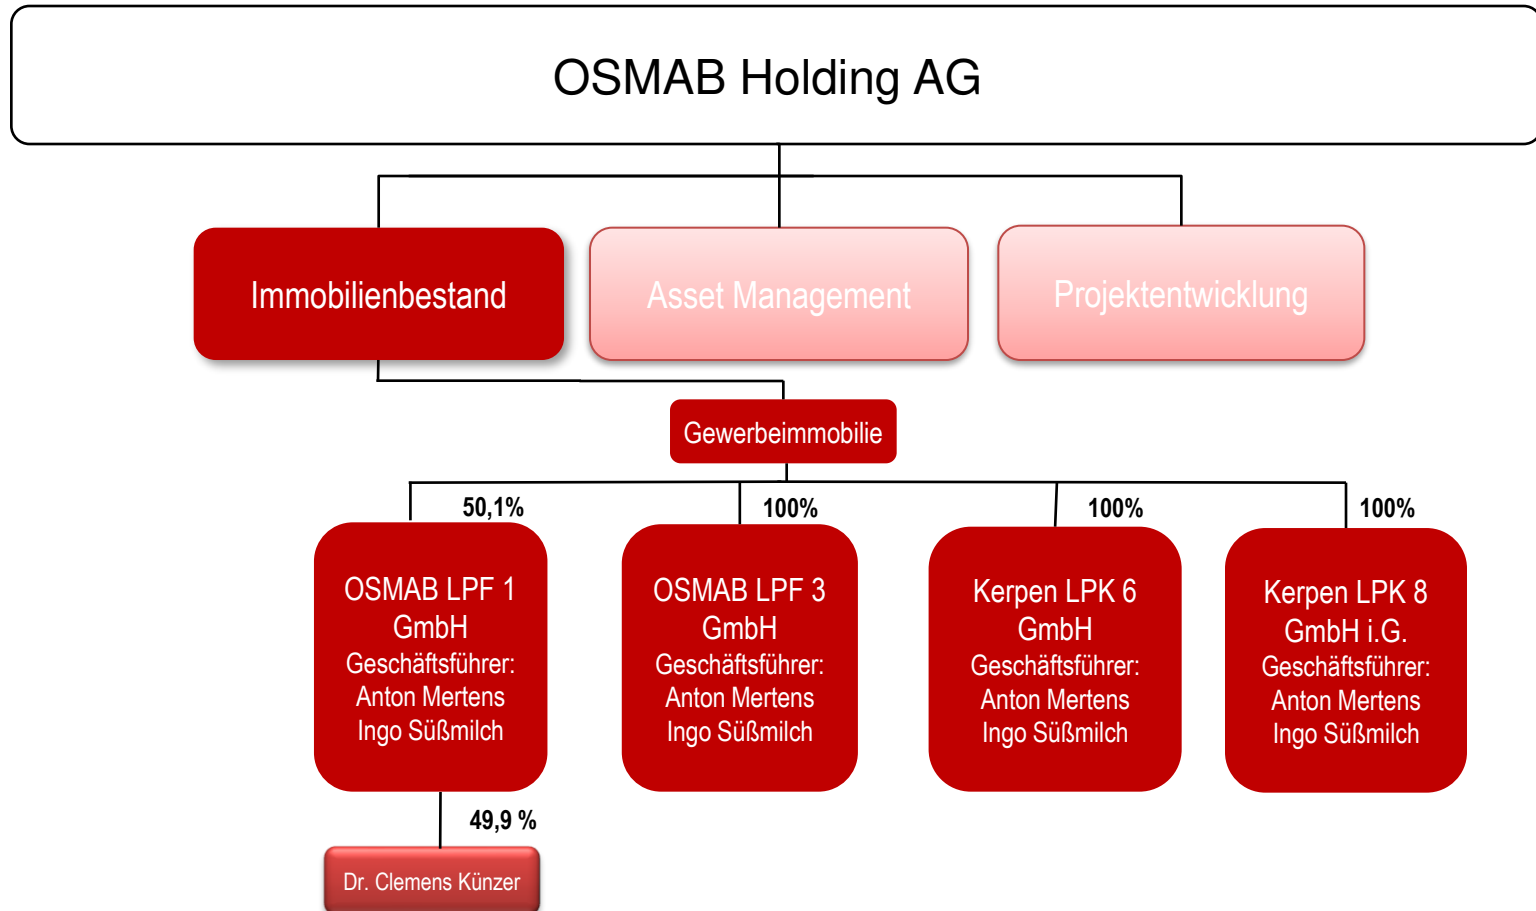 OSMAB Holding AG
Immobilienbestand
Asset Management
Projektentwicklung
Gewerbeimmobilie
50,1%
100%
100%
100%
OSMAB LPF 1
GmbH
Geschäftsführer:
Anton Mertens
Ingo Süßmilch
OSMAB LPF 3
GmbH
Geschäftsführer:
Anton Mertens
Ingo Süßmilch
Kerpen LPK 6
GmbH
Geschäftsführer:
Anton Mertens
Ingo Süßmilch
Kerpen LPK 8
GmbH i.G.
Geschäftsführer:
Anton Mertens
Ingo Süßmilch
49,9 %
Dr. Clemens Künzer